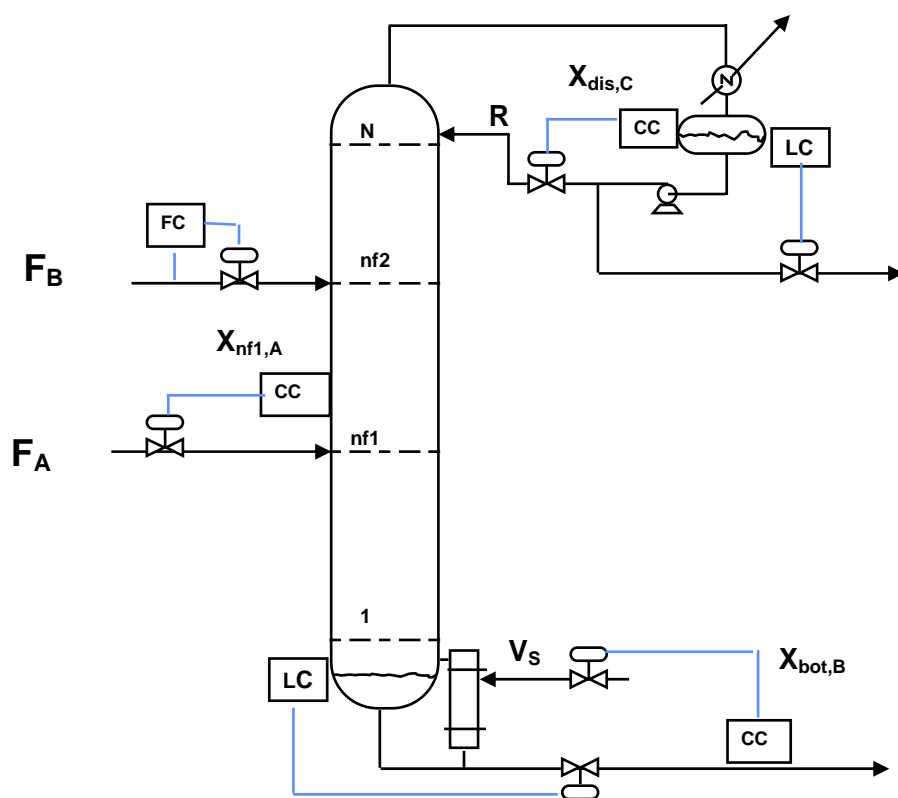 X_dis,C
N
R
CC
LC
FC
F_B
nf2
X_nf1,A
CC
nf1
F_A
1
V_S
X_bot,B
LC
CC
N